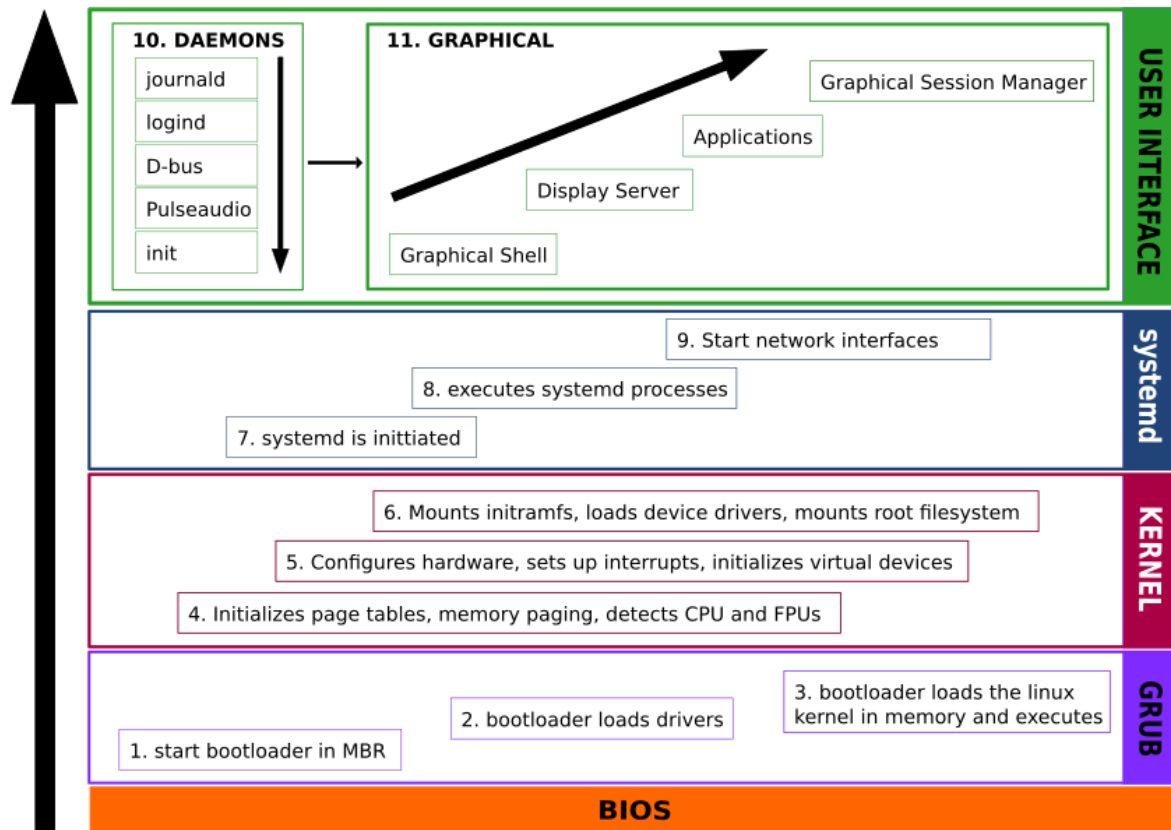 10. DAEMONS
journald
logind
D-bus
Pulseaudio
init
11. GRAPHICAL
Graphical Session Manager
Applications
Display Server
Graphical Shell
USER INTERFACE
9. Start network interfaces
8. executes systemd processes
7. systemd is inittiated
systemd
6. Mounts initramfs, loads device drivers, mounts root filesystem
5. Configures hardware, sets up interrupts, initializes virtual devices
4. Initializes page tables, memory paging, detects CPU and FPUs
KERNEL
3. bootloader loads the linux
kernel in memory and executes
2. bootloader loads drivers
1. start bootloader in MBR
GRUB
BIOS